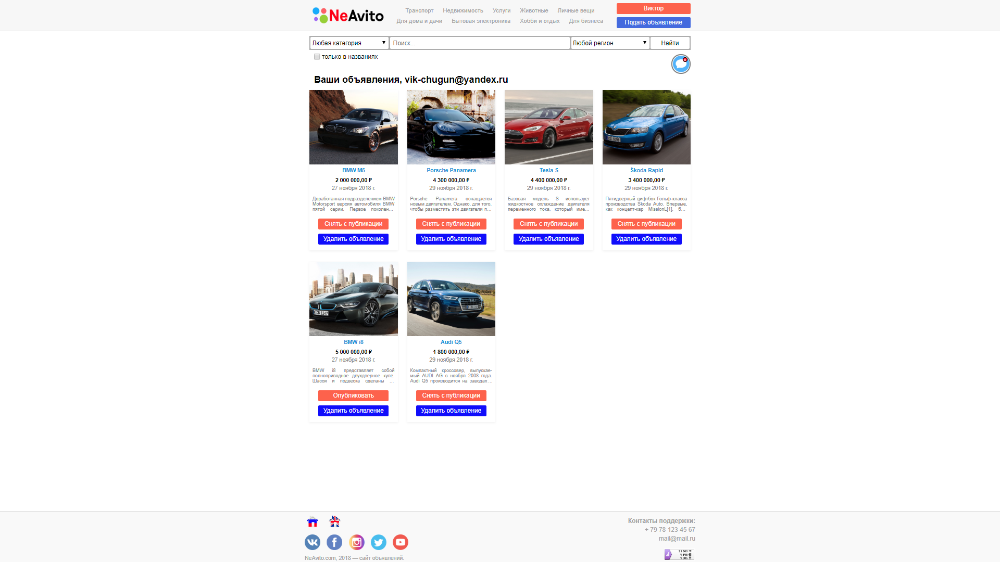 NeAvito
Транспорт Недвижимость Услуги Животные Личные вещи
Для дома и дачи Бытовая электроника Хобби и отдых Для бизнеса
Виктор
Подать объявление
Любая категория Поиск... Любой регион Найти
только в названиях
0
Ваши объявления, vik-chugun@yandex.ru
BMW M5
2 000 000,00 ₽
27 ноября 2018 г.
Доработанная подразделением BMW
Motorsport версия автомобиля BMW
пятой серии. Первое поколен...
Снять с публикации
Удалить объявление
Porsche Panamera
4 300 000,00 ₽
29 ноября 2018 г.
Porsche Panamera оснащается
новым двигателем. Однако, для того,
чтобы разместить эти двигатели п...
Снять с публикации
Удалить объявление
Tesla S
4 400 000,00 ₽
29 ноября 2018 г.
Базовая модель S использует
жидкостное охлаждение двигателя
переменного тока, который име...
Снять с публикации
Удалить объявление
Škoda Rapid
3 400 000,00 ₽
29 ноября 2018 г.
Пятидверный лифтбэк Гольф-класса
производства Škoda Auto. Впервые,
как концепт-кар MissionL[1], б...
Снять с публикации
Удалить объявление
BMW i8
5 000 000,00 ₽
27 ноября 2018 г.
BMW i8 представляет собой
полноприводное двухдверное купе.
Шасси и подвеска сделаны ...
Опубликовать
Удалить объявление
Audi Q5
1 800 000,00 ₽
29 ноября 2018 г.
Компактный кроссовер, выпускае-
мый AUDI AG с ноября 2008 года.
Audi Q5 производится на заводах...
Снять с публикации
Удалить объявление
Контакты поддержки:
+ 79 78 123 45 67
mail@mail.ru
NeAvito.com, 2018 — сайт объявлений.